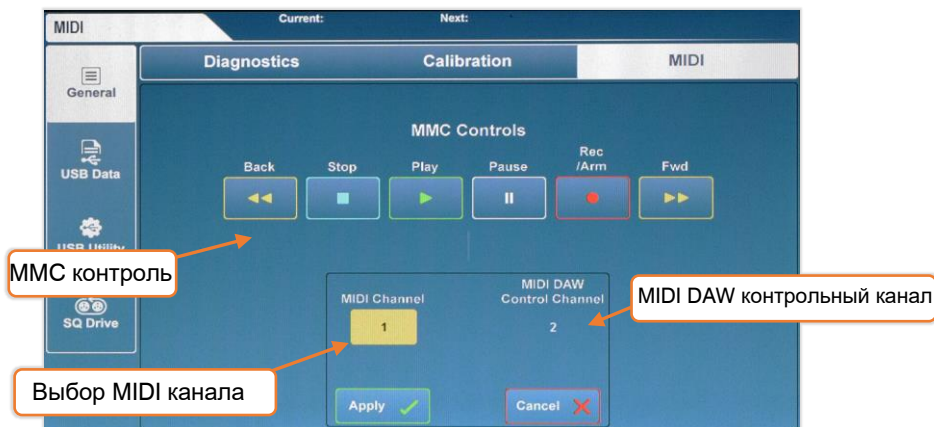 MIDI
Current:
Next:
Diagnostics
Calibration
MIDI
General
USB Data
USB Utility
SQ Drive
MMC Controls
Back
Stop
Play
Pause
Rec
/Arm
Fwd
ММС контроль
MIDI Channel
1
MIDI DAW
Control Channel
2
MIDI DAW контрольный канал
Выбор MIDI канала
Apply
Cancel